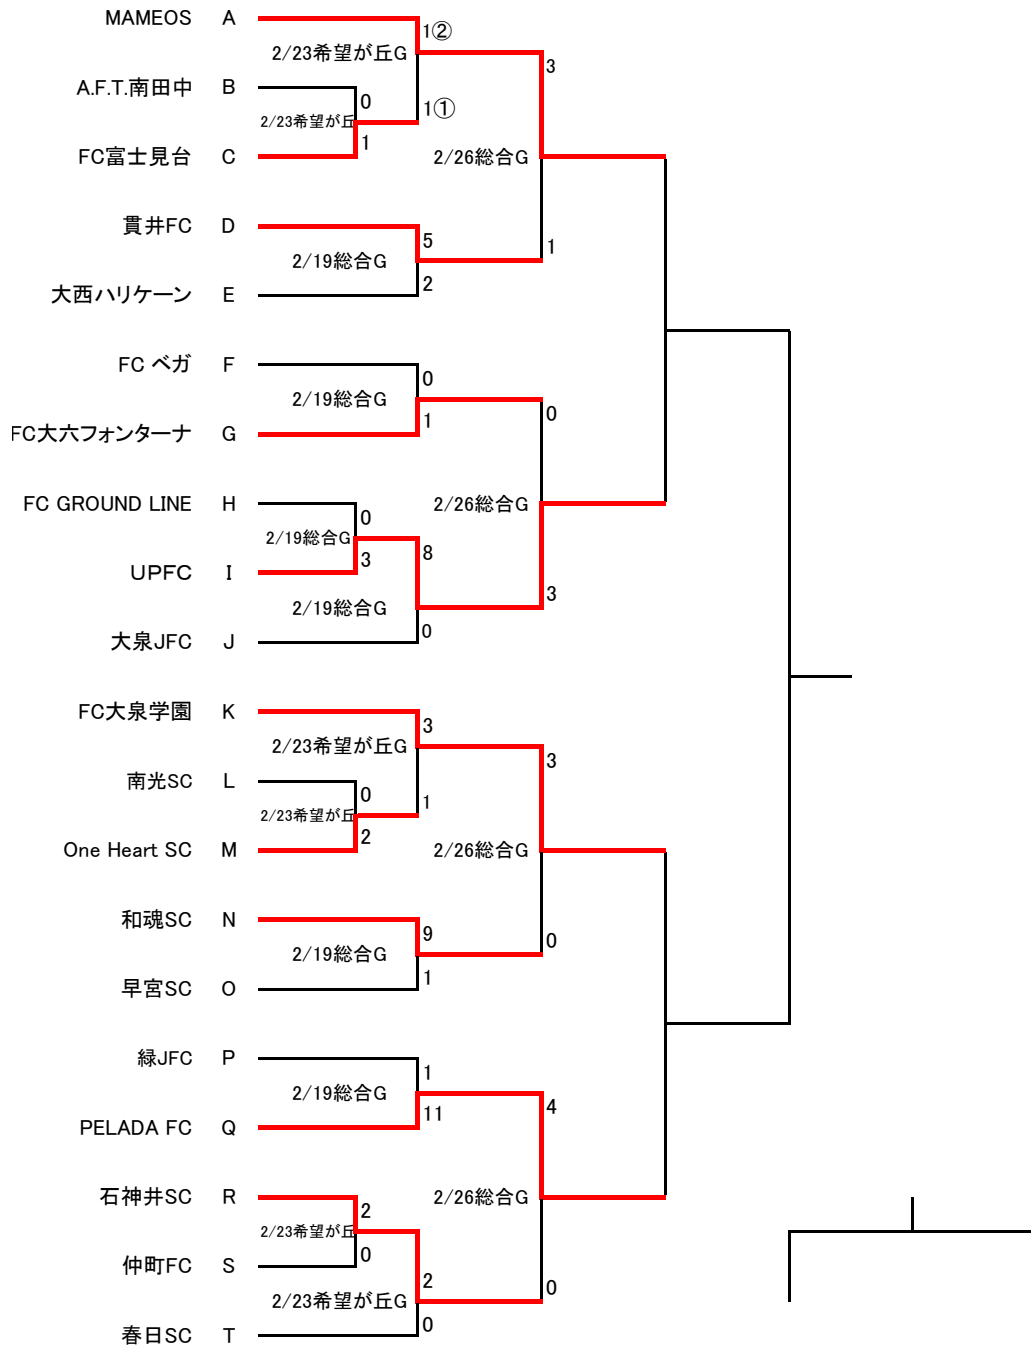 MAMEOS A
1②
2/23希望が丘G
3
A.F.T.南田中 B
0
1①
2/23希望が丘
1
FC富士見台 C
2/26総合G
貫井FC D
5
1
2/19総合G
2
大西ハリケーン E
FC ベガ F
0
2/19総合G
0
1
FC大六フォンターナ G
FC GROUND LINE H
2/26総合G
0
2/19総合G
8
3
UPFC I
3
2/19総合G
0
大泉JFC J
FC大泉学園 K
3
2/23希望が丘G
3
南光SC L
0
1
2/23希望が丘
2
One Heart SC M
2/26総合G
和魂SC N
9
0
2/19総合G
1
早宮SC O
緑JFC P
1
2/19総合G
4
11
PELADA FC Q
石神井SC R
2/26総合G
2
2/23希望が丘
0
仲町FC S
2
0
2/23希望が丘G
0
春日SC T